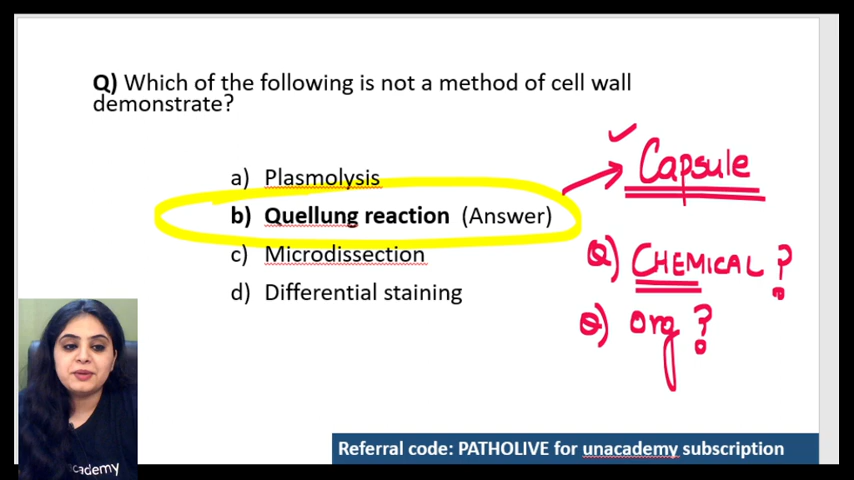 Q) Which of the following is not a method of cell wall
demonstrate?
a) Plasmolysis
b) Quellung reaction (Answer)
c) Microdissection
d) Differential staining
Capsule
Q) CHEMICAL ?
Q) Org ?
unacademy
Referral code: PATHOLIVE for unacademy subscription